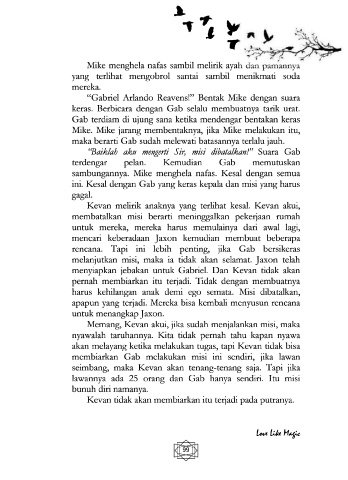 Mike menghela nafas sambil melirik ayah dan pamannya
yang terlihat mengobrol santai sambil menikmati soda
mereka.
“Gabriel Arlando Reavens!” Bentak Mike dengan suara
keras. Berbicara dengan Gab selalu membuatnya tarik urat.
Gab terdiam di ujung sana ketika mendengar bentakan keras
Mike. Mike jarang membentaknya, jika Mike melakukan itu,
maka berarti Gab sudah melewati batasannya terlalu jauh.
“Baiklah aku mengerti Sir, misi dibatalkan!” Suara Gab
terdengar pelan. Kemudian Gab memutuskan
sambungannya. Mike menghela nafas. Kesal dengan semua
ini. Kesal dengan Gab yang keras kepala dan misi yang harus
gagal.
Kevan melirik anaknya yang terlihat kesal. Kevan akui,
membatalkan misi berarti meninggalkan pekerjaan rumah
untuk mereka, mereka harus memulainya dari awal lagi,
mencari keberadaan Jaxon kemudian membuat beberapa
rencana. Tapi ini lebih penting, jika Gab bersikeras
melanjutkan misi, maka ia tidak akan selamat. Jaxon telah
menyiapkan jebakan untuk Gabriel. Dan Kevan tidak akan
pernah membiarkan itu terjadi. Tidak dengan membuatnya
harus kehilangan anak demi ego semata. Misi dibatalkan,
apapun yang terjadi. Mereka bisa kembali menyusun rencana
untuk menangkap Jaxon.
Memang, Kevan akui, jika sudah menjalankan misi, maka
nyawalah taruhannya. Kita tidak pernah tahu kapan nyawa
akan melayang ketika melakukan tugas, tapi Kevan tidak bisa
membiarkan Gab melakukan misi ini sendiri, jika lawan
seimbang, maka Kevan akan tenang-tenang saja. Tapi jika
lawannya ada 25 orang dan Gab hanya sendiri. Itu misi
bunuh diri namanya.
Kevan tidak akan membiarkan itu terjadi pada putranya.
Love Like Magic
99